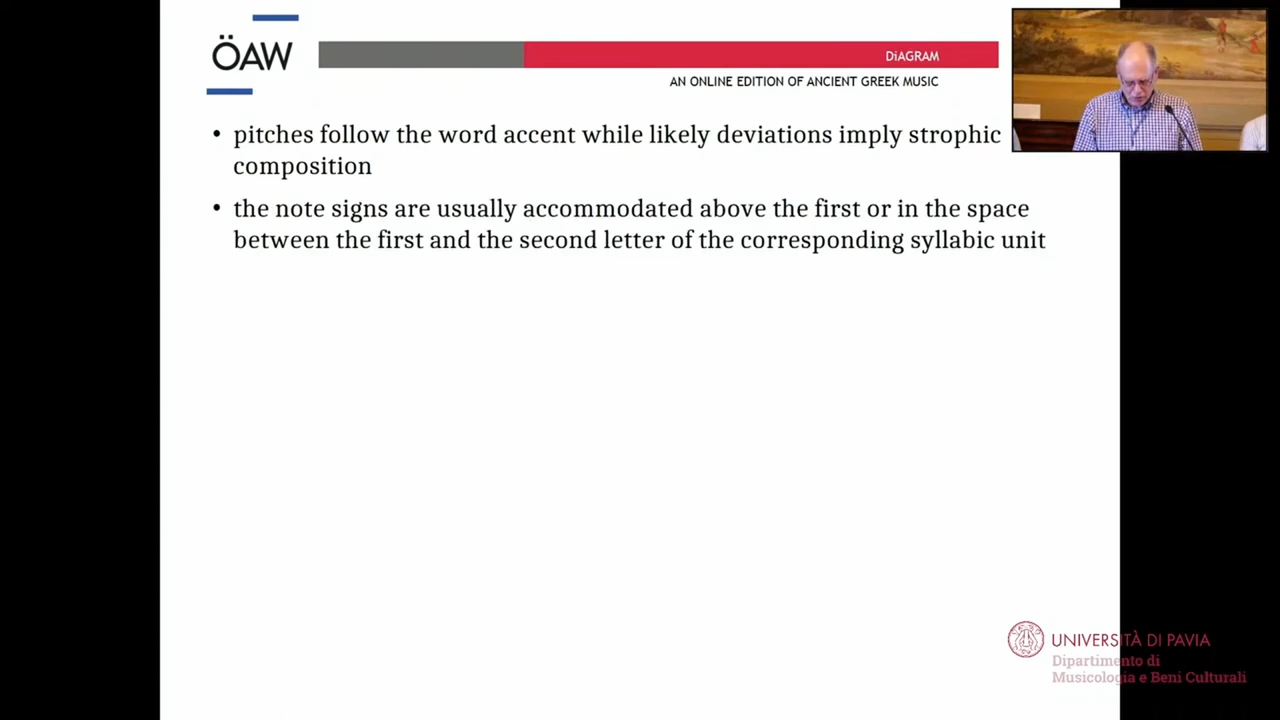 ÖAW
DiAGRAM
AN ONLINE EDITION OF ANCIENT GREEK MUSIC
• pitches follow the word accent while likely deviations imply strophic
composition
• the note signs are usually accommodated above the first or in the space
between the first and the second letter of the corresponding syllabic unit
UNIVERSITÀ DI PAVIA
Dipartimento di
Musicologia e Beni Culturali